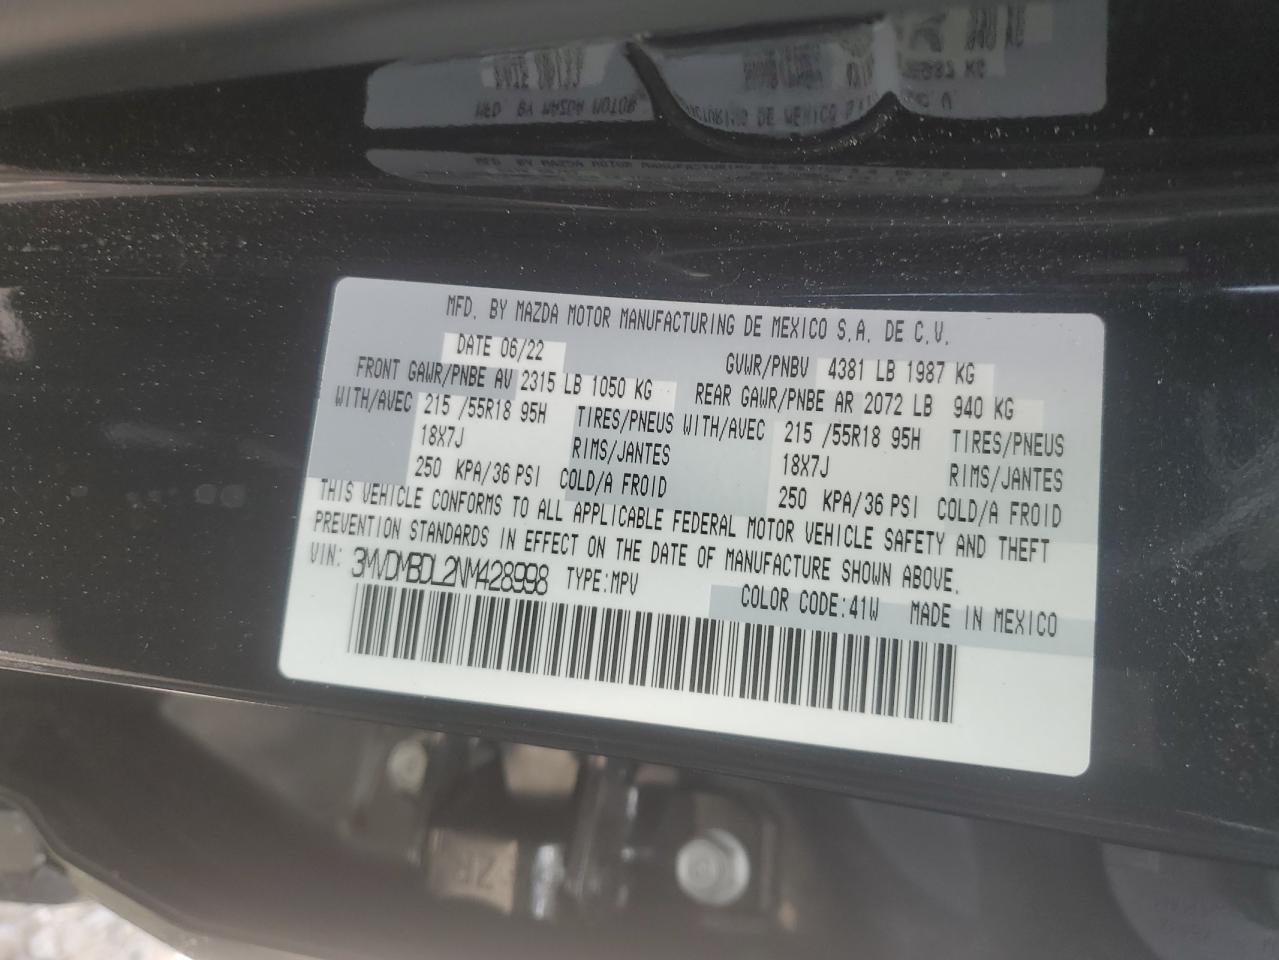 MFD. BY MAZDA MOTOR MANUFACTURING DE MEXICO S.A. DE C.V.
DATE 06/22 GVWR/PNBV 4381 LB 1987 KG
FRONT GAWR/PNBE AV 2315 LB 1050 KG REAR GAWR/PNBE AR 2072 LB 940 KG
WITH/AVEC 215 /55R18 95H TIRES/PNEUS WITH/AVEC 215 /55R18 95H TIRES/PNEUS
18X7J RIMS/JANTES 18X7J RIMS/JANTES
250 KPA/36 PSI COLD/A FROID 250 KPA/36 PSI COLD/A FROID
THIS VEHICLE CONFORMS TO ALL APPLICABLE FEDERAL MOTOR VEHICLE SAFETY AND THEFT
PREVENTION STANDARDS IN EFFECT ON THE DATE OF MANUFACTURE SHOWN ABOVE.
VIN: 3MVDMBDL2NM428998 TYPE:MPV COLOR CODE:41W MADE IN MEXICO